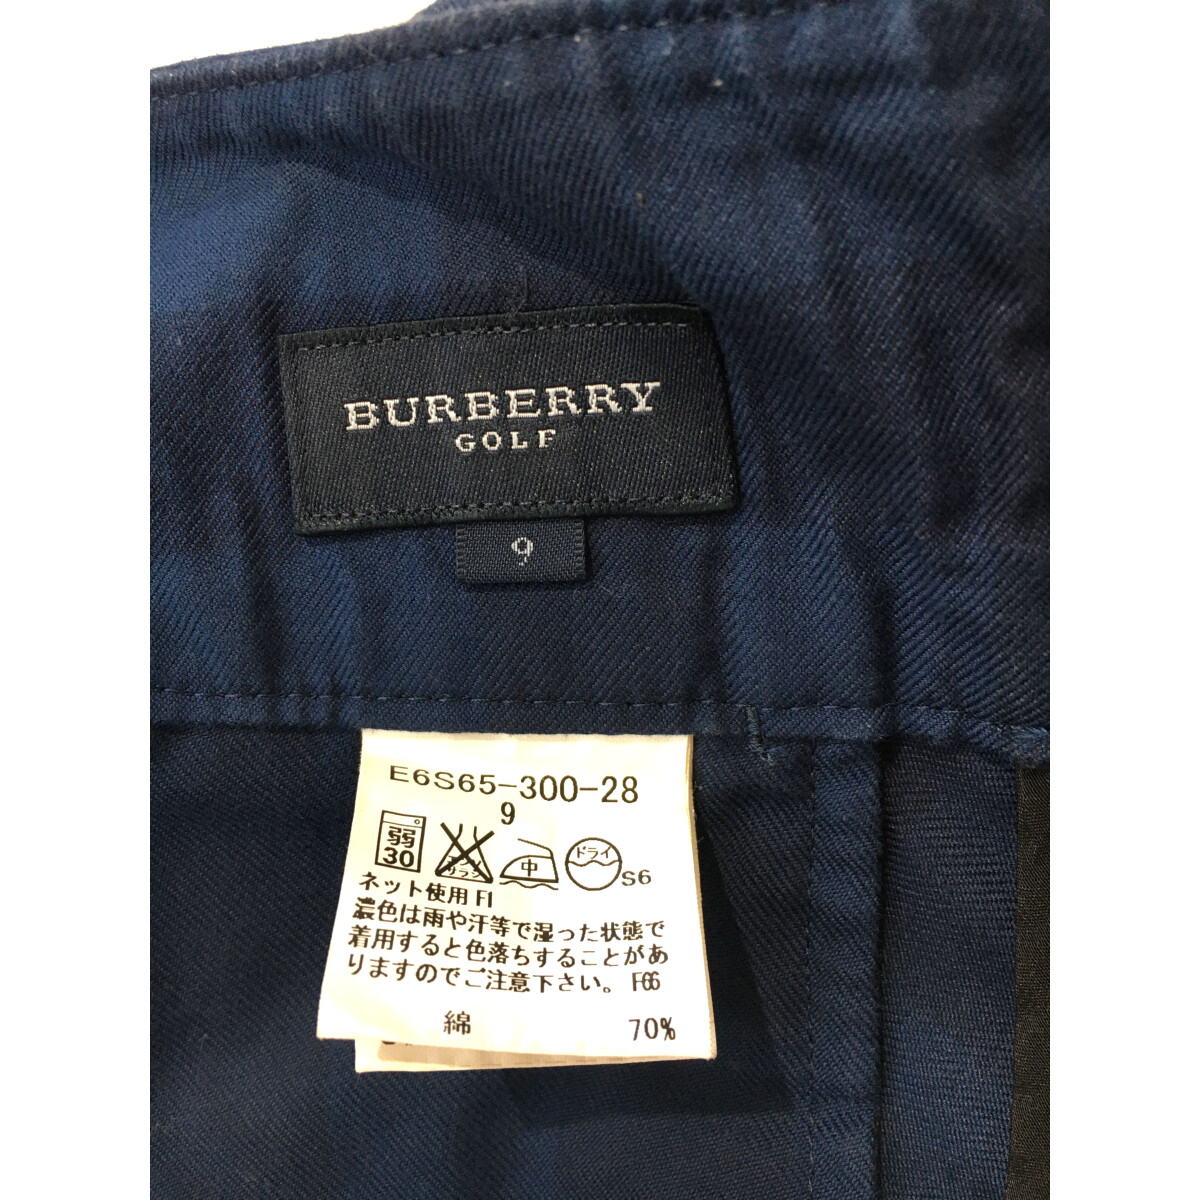 BURBERRY
GOLF
9
E6S65-300-28
9
弱
30
中
ドライ
S6
ネット使用 FI
濃色は雨や汗等で湿った状態で
着用すると色落ちすることがあ
りますのでご注意下さい。 F66
綿 70%